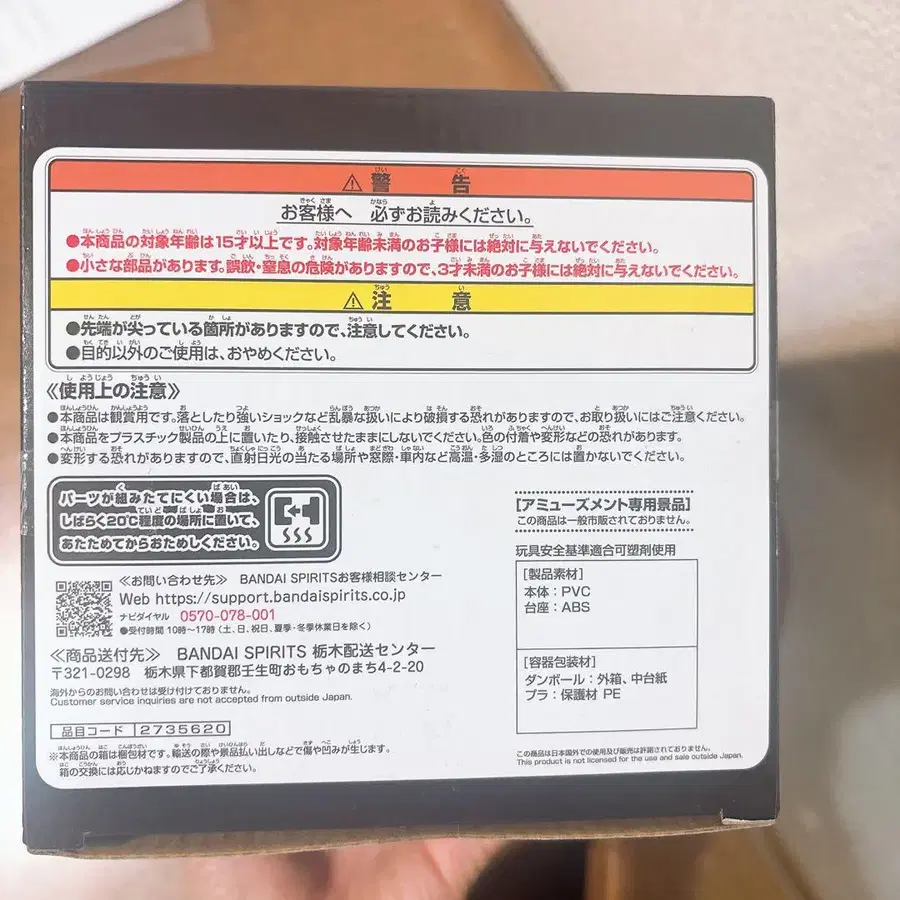 ⚠警告
お客様へ 必ずお読みください。
●本商品の対象年齢は15才以上です。対象年齢未満のお子様には絶対に与えないでください。
●小さな部品があります。誤飲・窒息の危険がありますので、3才未満のお子様には絶対に与えないでください。
⚠注意
●先端が尖っている箇所がありますので、注意してください。
●目的以外のご使用は、おやめください。
《使用上の注意》
●本商品は観賞用です。落としたり強いショックなど乱暴な扱いにより破損する恐れがありますので、お取り扱いにはご注意ください。
●本商品をプラスチック製品の上に置いたり、接触させたままにしないでください。色の付着や変形などの恐れがあります。
●変形する恐れがありますので、直射日光の当たる場所や窓際・車内など高温・多湿のところには置かないでください。
パーツが組みたてにくい場合は、
しばらく20℃程度の場所に置いて、
あたためてからおためしください。
[アミューズメント専用景品]
この商品は一般市販されておりません。
玩具安全基準適合可塑剤使用
[製品素材]
本体：PVC
台座：ABS
[容器包装材]
ダンボール：外箱、中台紙
プラ：保護材 PE
≪お問い合わせ先≫ BANDAI SPIRITSお客様相談センター
Web https://support.bandaispirits.co.jp
ナビダイヤル 0570-078-001
●受付時間 10時〜17時（土、日、祝日、夏季・冬季休業日を除く）
≪商品送付先≫ BANDAI SPIRITS 栃木配送センター
〒321-0298 栃木県下都賀郡壬生町おもちゃのまち4-2-20
海外からのお問い合わせは受け付けておりません。
Customer service inquiries are not accepted from outside Japan.
品目コード 2735620
※本商品の箱は梱包材です。輸送の際や景品払い出しなどで傷や凹みが生じます。
箱の交換には応じかねますのでご了承ください。
この商品は日本国外での使用及び販売は許諾されておりません。
This product is not licensed for the use and sale outside Japan.